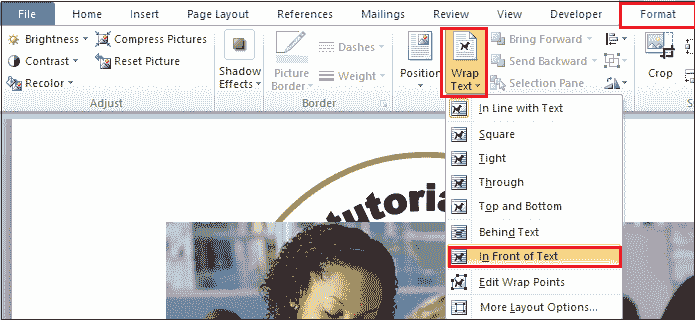 File Home Insert Page Layout References Mailings Review View Developer Format
Brightness Compress Pictures
Contrast Reset Picture
Recolor
Adjust
Shadow
Effects
Picture
Border
Dashes
Weight
Border
Position
Wrap
Text
Bring Forward
Send Backward
Selection Pane
Crop
In Line with Text
Square
Tight
Through
Top and Bottom
Behind Text
In Front of Text
Edit Wrap Points
More Layout Options...
tutoria